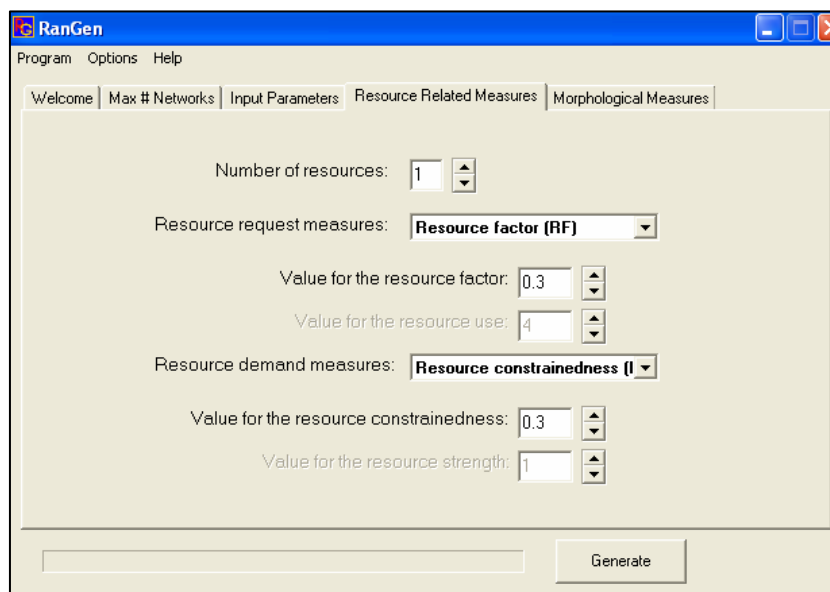 RanGen
Program Options Help
Welcome Max # Networks Input Parameters Resource Related Measures Morphological Measures
Number of resources: 1
Resource request measures: Resource factor (RF)
Value for the resource factor: 0.3
Value for the resource use: 4
Resource demand measures: Resource constrainedness (
Value for the resource constrainedness: 0.3
Value for the resource strength: 1
Generate